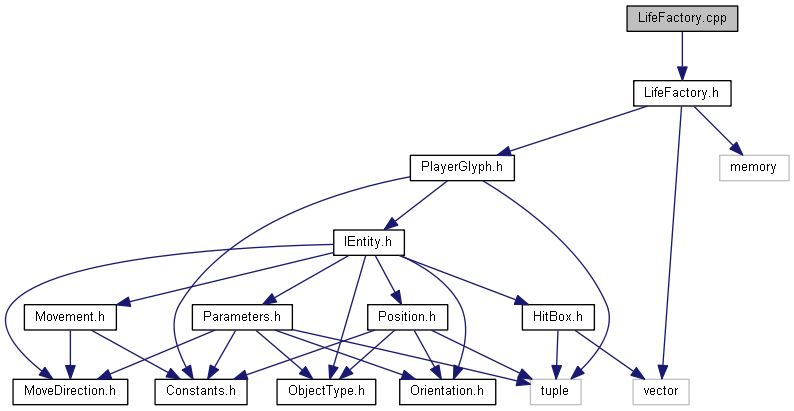 LifeFactory.cpp
LifeFactory.h
PlayerGlyph.h
memory
IEntity.h
Movement.h
Parameters.h
Position.h
HitBox.h
MoveDirection.h
Constants.h
ObjectType.h
Orientation.h
tuple
vector